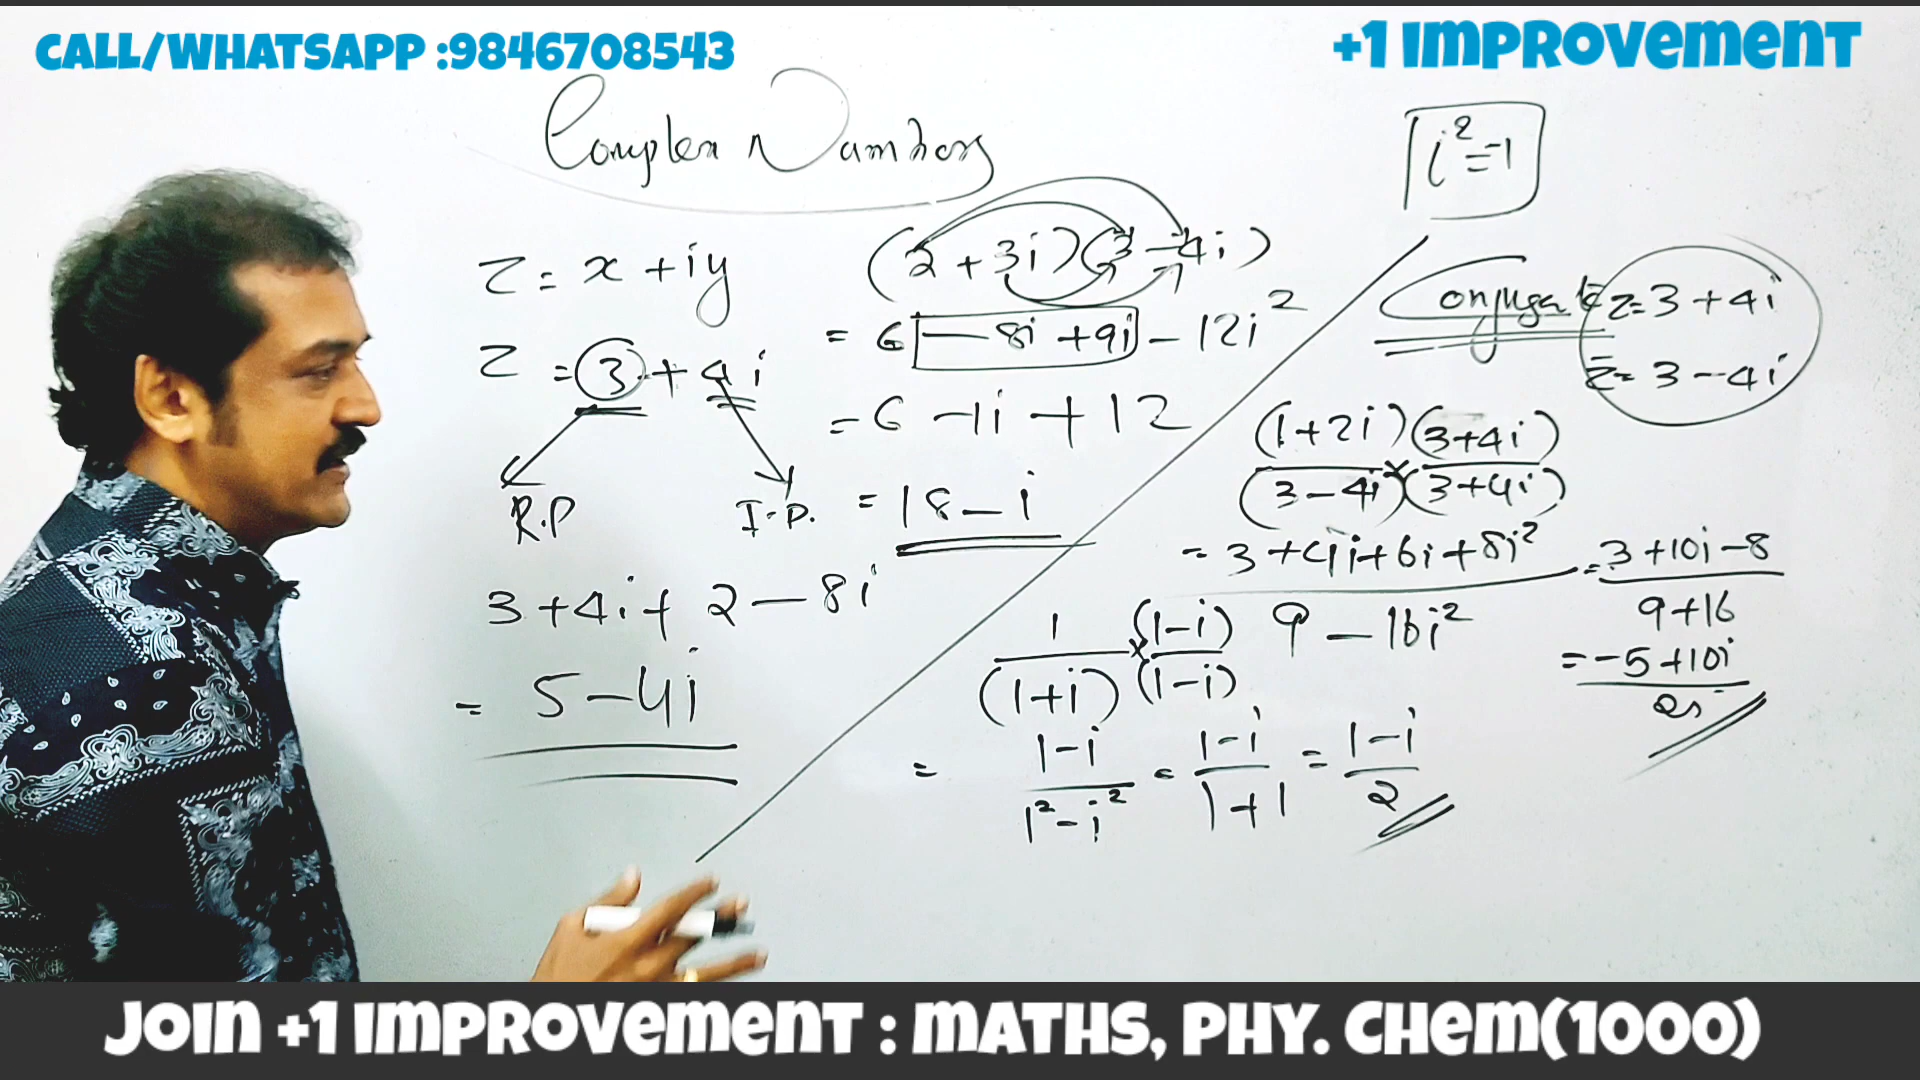 CALL/WHATSAPP :9846708543
+1 IMPROVEMENT
Complex Numbers
i² = -1
z = x + iy
z = 3 + 4i
R.P
I.P.
3 + 4i + 2 - 8i
= 5 - 4i
(2 + 3i)(3 - 4i)
= 6 - 8i + 9i - 12i²
= 6 - 1i + 12
= 18 - i
Conjugate
z = 3 + 4i
z̄ = 3 - 4i
(1+2i)/(3-4i) × (3+4i)/(3+4i)
= (3 + 4i + 6i + 8i²)/(9 - 16i²) = (3 + 10i - 8)/(9 + 16)
= (-5 + 10i)/25
1/(1+i) × (1-i)/(1-i)
= (1-i)/(1²-i²) = (1-i)/(1+1) = (1-i)/2
JOIN +1 IMPROVEMENT : MATHS, PHY. CHEM(1000)